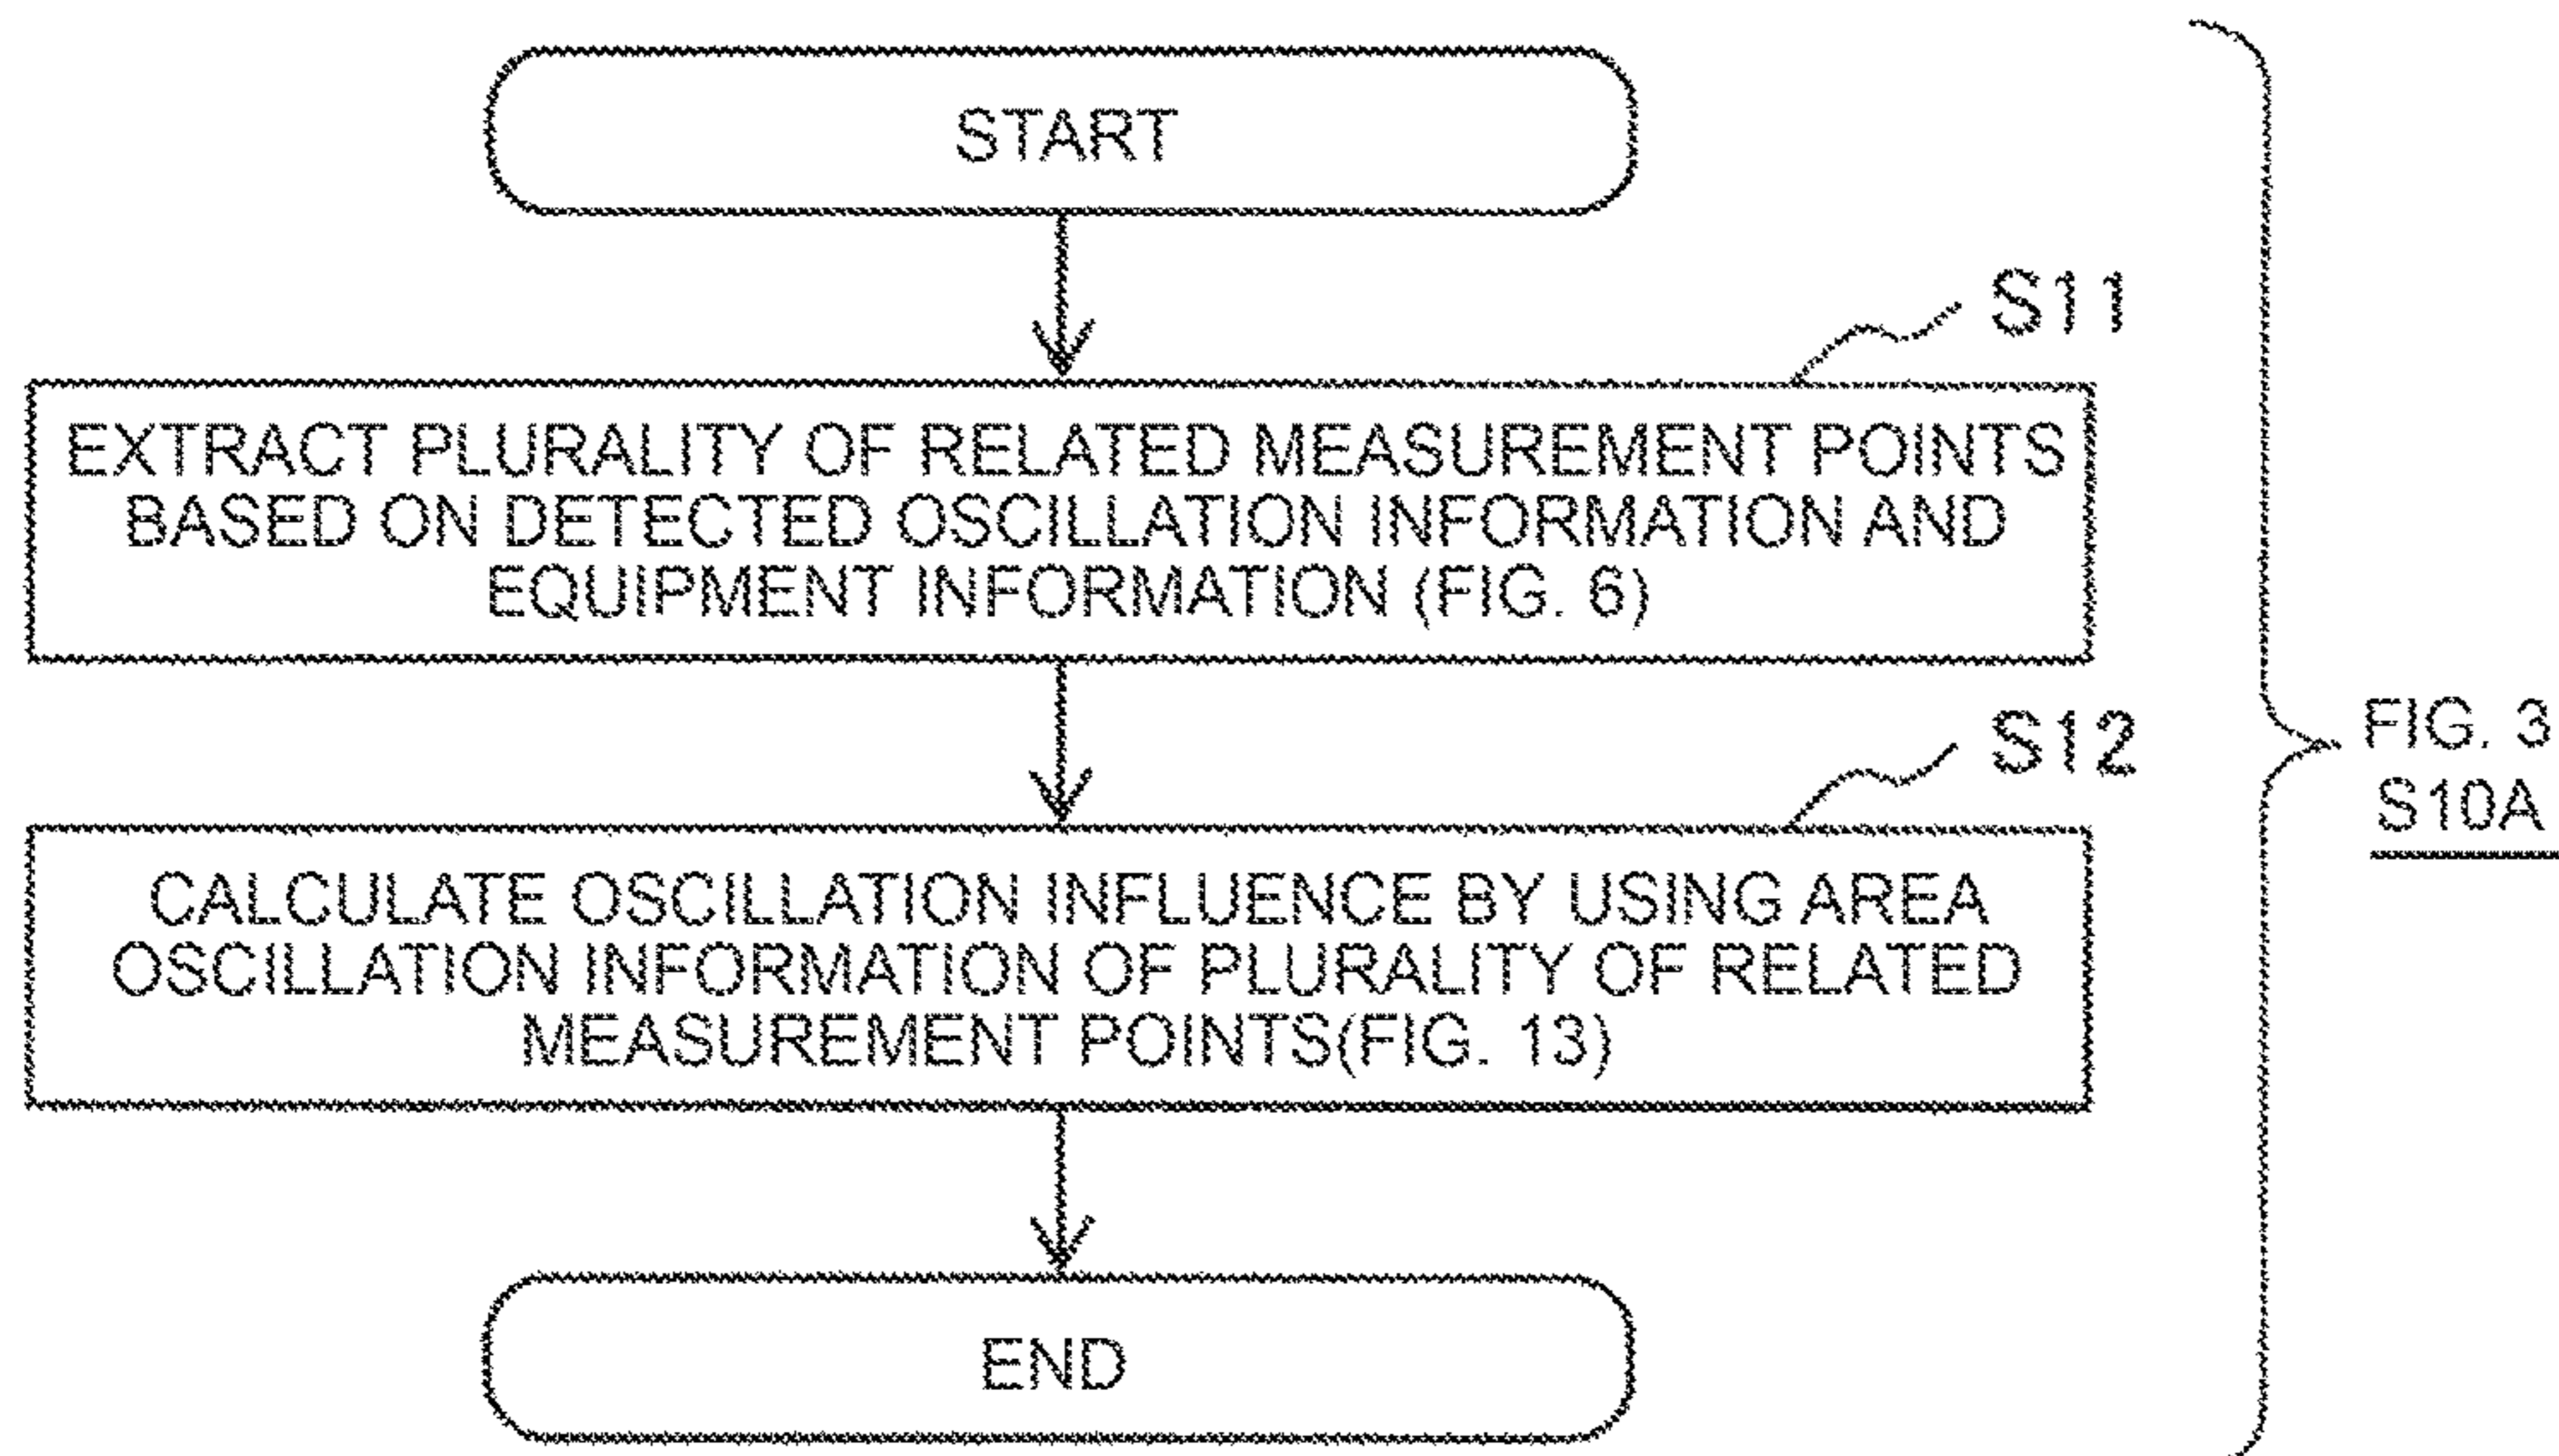 START
S11
EXTRACT PLURALITY OF RELATED MEASUREMENT POINTS
BASED ON DETECTED OSCILLATION INFORMATION AND
EQUIPMENT INFORMATION (FIG. 6)
S12
FIG. 3
S10A
CALCULATE OSCILLATION INFLUENCE BY USING AREA
OSCILLATION INFORMATION OF PLURALITY OF RELATED
MEASUREMENT POINTS(FIG. 13)
END